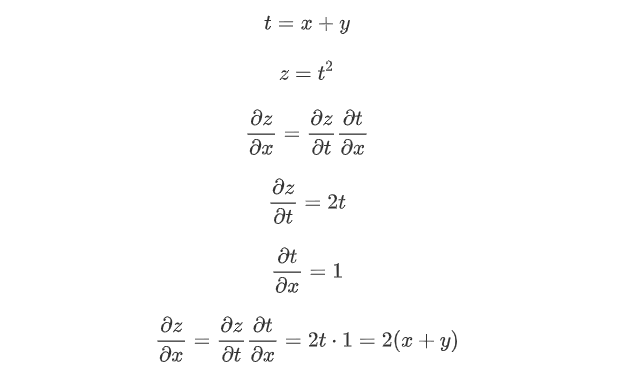 t = x + y
z = t²
∂z/∂x = ∂z/∂t ∂t/∂x
∂z/∂t = 2t
∂t/∂x = 1
∂z/∂x = ∂z/∂t ∂t/∂x = 2t · 1 = 2(x + y)